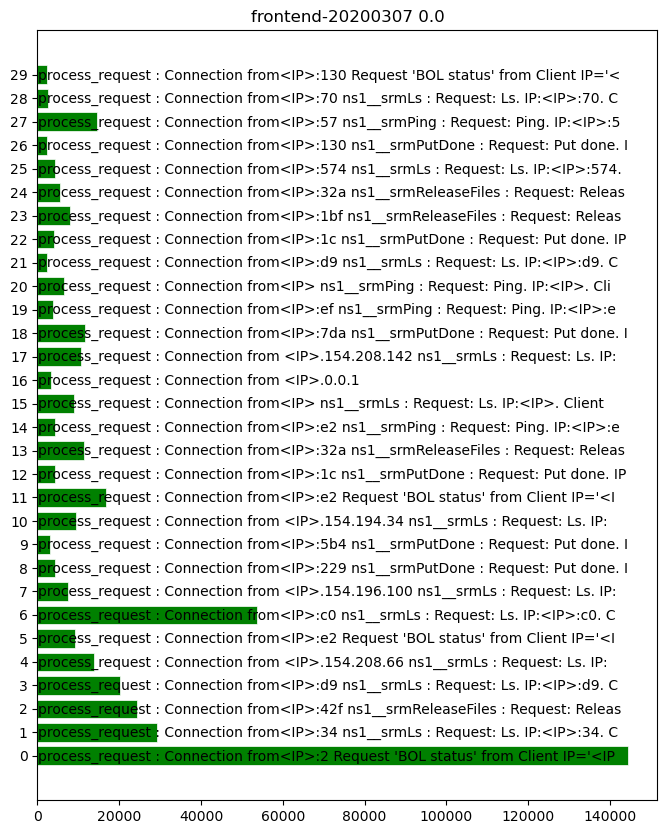 frontend-20200307 0.0
29 process_request : Connection from<IP>:130 Request 'BOL status' from Client IP='<
28 process_request : Connection from<IP>:70 ns1__srmLs : Request: Ls. IP:<IP>:70. C
27 process_request : Connection from<IP>:57 ns1__srmPing : Request: Ping. IP:<IP>:5
26 process_request : Connection from<IP>:130 ns1__srmPutDone : Request: Put done. I
25 process_request : Connection from<IP>:574 ns1__srmLs : Request: Ls. IP:<IP>:574.
24 process_request : Connection from<IP>:32a ns1__srmReleaseFiles : Request: Releas
23 process_request : Connection from<IP>:1bf ns1__srmReleaseFiles : Request: Releas
22 process_request : Connection from<IP>:1c ns1__srmPutDone : Request: Put done. IP
21 process_request : Connection from<IP>:d9 ns1__srmLs : Request: Ls. IP:<IP>:d9. C
20 process_request : Connection from<IP> ns1__srmPing : Request: Ping. IP:<IP>. Cli
19 process_request : Connection from<IP>:ef ns1__srmPing : Request: Ping. IP:<IP>:e
18 process_request : Connection from<IP>:7da ns1__srmPutDone : Request: Put done. I
17 process_request : Connection from <IP>.154.208.142 ns1__srmLs : Request: Ls. IP:
16 process_request : Connection from <IP>.0.0.1
15 process_request : Connection from<IP> ns1__srmLs : Request: Ls. IP:<IP>. Client
14 process_request : Connection from<IP>:e2 ns1__srmPing : Request: Ping. IP:<IP>:e
13 process_request : Connection from<IP>:32a ns1__srmReleaseFiles : Request: Releas
12 process_request : Connection from<IP>:1c ns1__srmPutDone : Request: Put done. IP
11 process_request : Connection from<IP>:e2 Request 'BOL status' from Client IP='<I
10 process_request : Connection from <IP>.154.194.34 ns1__srmLs : Request: Ls. IP:
9 process_request : Connection from<IP>:5b4 ns1__srmPutDone : Request: Put done. I
8 process_request : Connection from<IP>:229 ns1__srmPutDone : Request: Put done. I
7 process_request : Connection from <IP>.154.196.100 ns1__srmLs : Request: Ls. IP:
6 process_request : Connection from<IP>:c0 ns1__srmLs : Request: Ls. IP:<IP>:c0. C
5 process_request : Connection from<IP>:e2 Request 'BOL status' from Client IP='<I
4 process_request : Connection from <IP>.154.208.66 ns1__srmLs : Request: Ls. IP:
3 process_request : Connection from<IP>:d9 ns1__srmLs : Request: Ls. IP:<IP>:d9. C
2 process_request : Connection from<IP>:42f ns1__srmReleaseFiles : Request: Releas
1 process_request : Connection from<IP>:34 ns1__srmLs : Request: Ls. IP:<IP>:34. C
0 process_request : Connection from<IP>:2 Request 'BOL status' from Client IP='<IP
0 20000 40000 60000 80000 100000 120000 140000